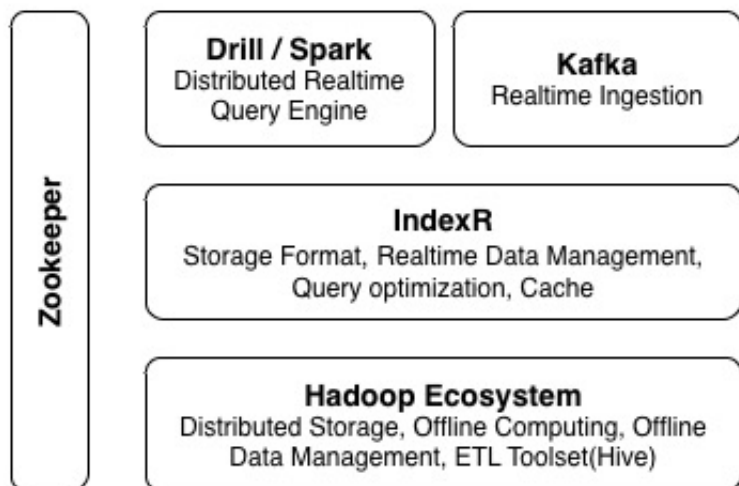 Zookeeper
Drill / Spark
Distributed Realtime
Query Engine
Kafka
Realtime Ingestion
IndexR
Storage Format, Realtime Data Management,
Query optimization, Cache
Hadoop Ecosystem
Distributed Storage, Offline Computing, Offline
Data Management, ETL Toolset(Hive)